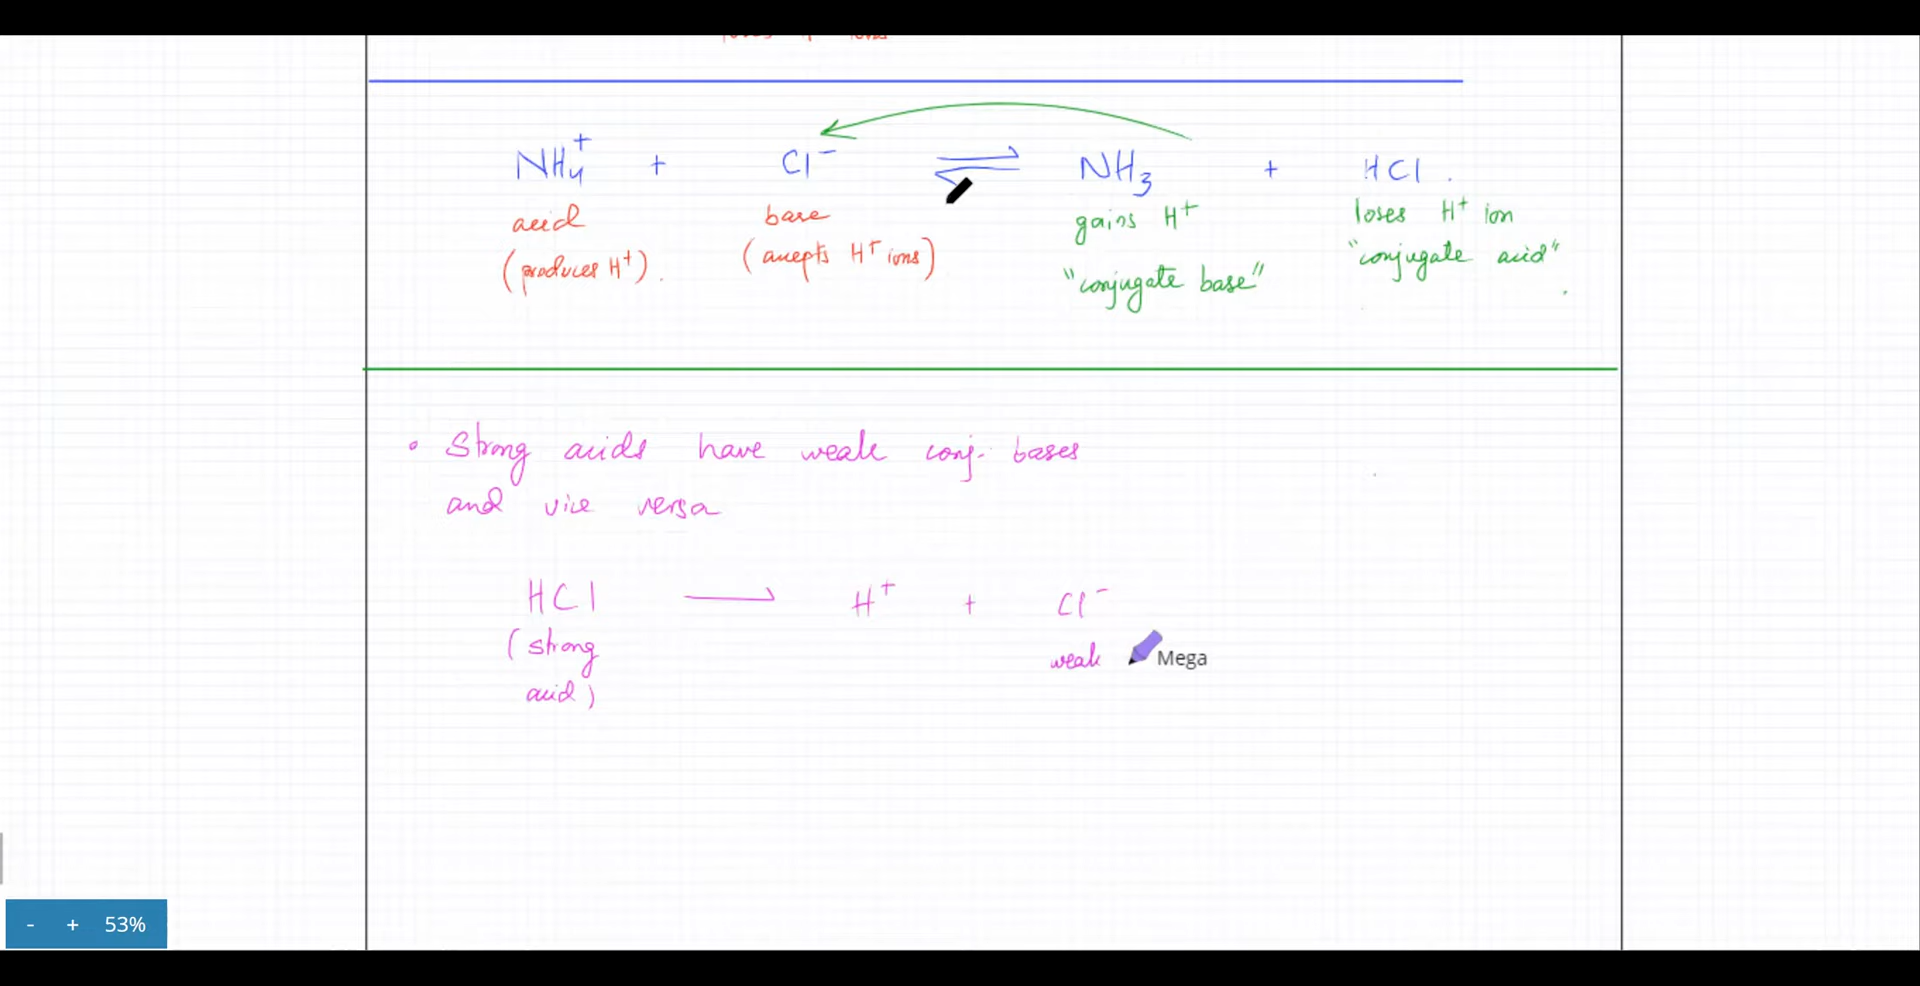 NH4+ + Cl- ⇌ NH3 + HCl .
acid base gains H+ loses H+ ion
(produces H+). (accepts H+ ions) "conjugate base" "conjugate acid"
• Strong acids have weak conj. bases
and vice versa
HCl ⟶ H+ + Cl-
(strong weak Mega
acid)
- + 53%